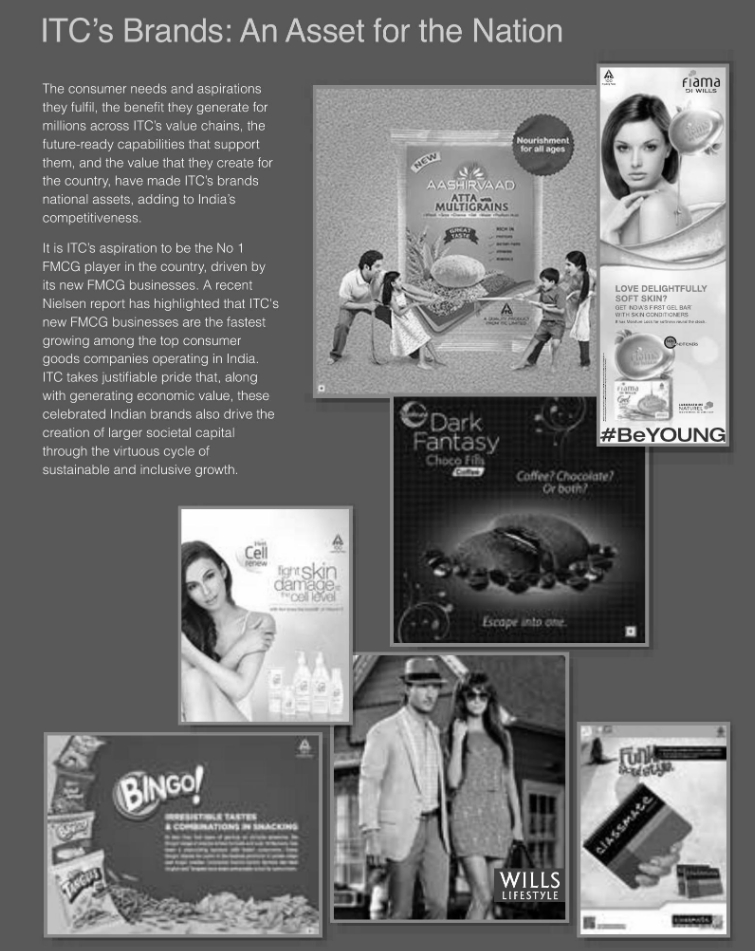 ITC's Brands: An Asset for the Nation
The consumer needs and aspirations
they fulfil, the benefit they generate for
millions across ITC's value chains, the
future-ready capabilities that support
them, and the value that they create for
the country, have made ITC's brands
national assets, adding to India's
competitiveness.
It is ITC's aspiration to be the No 1
FMCG player in the country, driven by
its new FMCG businesses. A recent
Nielsen report has highlighted that ITC's
new FMCG businesses are the fastest
growing among the top consumer
goods companies operating in India.
ITC takes justifiable pride that, along
with generating economic value, these
celebrated Indian brands also drive the
creation of larger societal capital
through the virtuous cycle of
sustainable and inclusive growth.
Nourishment
for all ages
NEW
AASHIRVAAD
ATTA with
MULTIGRAINS
GREAT
TASTE
RICH IN
A QUALITY PRODUCT
FROM ITC LIMITED
fiama
DI WILLS
LOVE DELIGHTFULLY
SOFT SKIN?
GET INDIA'S FIRST GEL BAR
WITH SKIN CONDITIONERS
#BeYOUNG
Dark
Fantasy
Choco Fills
Coffee
Coffee? Chocolate?
Or both?
Escape into one.
Cell
renew
fight skin
damage at
the cell level
BINGO!
IRRESISTIBLE TASTES
& COMBINATIONS IN SNACKING
TANGLES
WILLS
LIFESTYLE
CLASSMATE